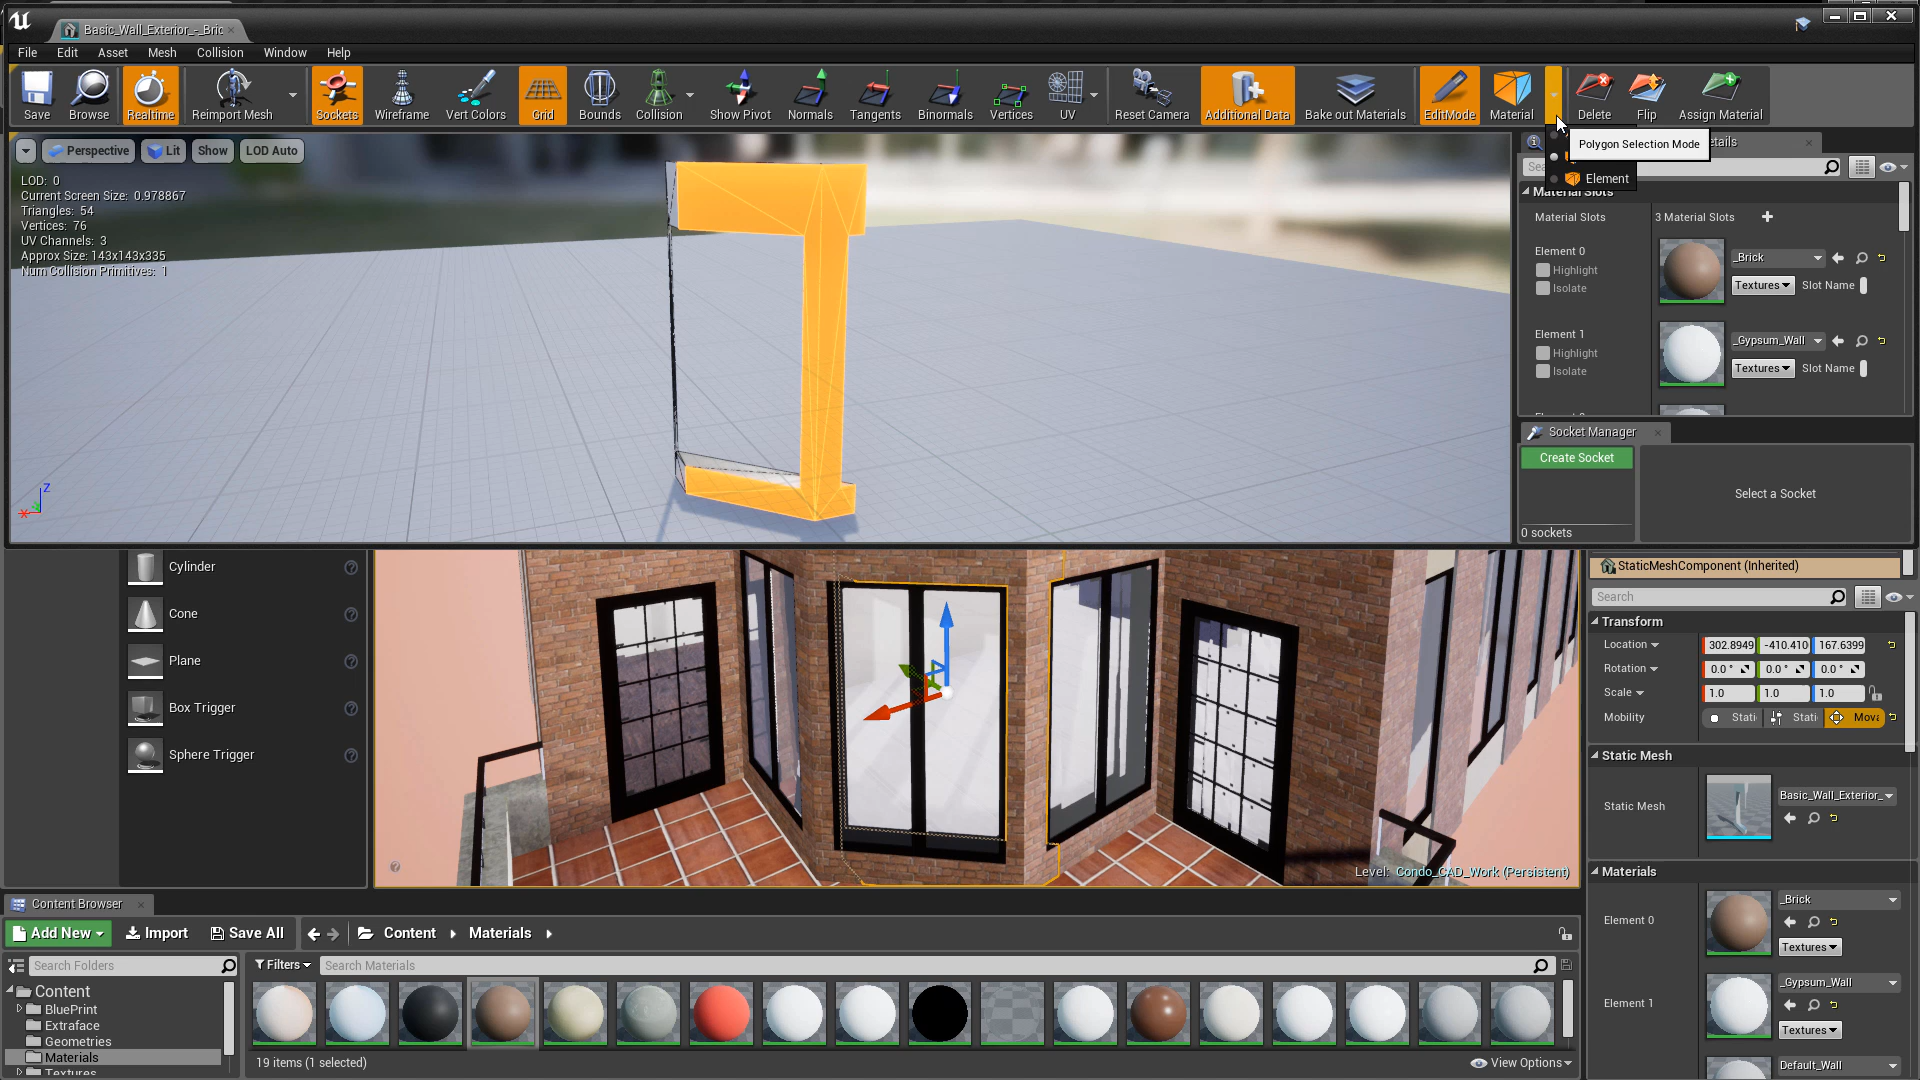 Basic_Wall_Exterior_-_Bric
File Edit Asset Mesh Collision Window Help
Save Browse Realtime Reimport Mesh Sockets Wireframe Vert Colors Grid Bounds Collision Show Pivot Normals Tangents Binormals Vertices UV Reset Camera Additional Data Bake out Materials EditMode Material Delete Flip Assign Material
Perspective Lit Show LOD Auto
LOD: 0
Current Screen Size: 0.978867
Triangles: 54
Vertices: 76
UV Channels: 3
Approx Size: 143x143x335
Num Collision Primitives: 1
Z
Polygon Selection Mode
etails
Element
Material Slots
Material Slots 3 Material Slots
Element 0
Highlight
Isolate
_Brick
Textures Slot Name
Element 1
Highlight
Isolate
_Gypsum_Wall
Textures Slot Name
Socket Manager
Create Socket
Select a Socket
0 sockets
Cylinder
Cone
Plane
Box Trigger
Sphere Trigger
Level: Condo_CAD_Work (Persistent)
StaticMeshComponent (Inherited)
Search
Transform
Location 302.8949 -410.410 167.6399
Rotation 0.0 ° 0.0 ° 0.0 °
Scale 1.0 1.0 1.0
Mobility Stati Stati Mova
Static Mesh
Static Mesh Basic_Wall_Exterior_
Materials
Element 0 _Brick
Textures
Element 1 _Gypsum_Wall
Textures
Default_Wall
Content Browser
Add New Import Save All Content Materials
Search Folders
Filters Search Materials
Content
BluePrint
Extraface
Geometries
Materials
Textures
19 items (1 selected)
View Options